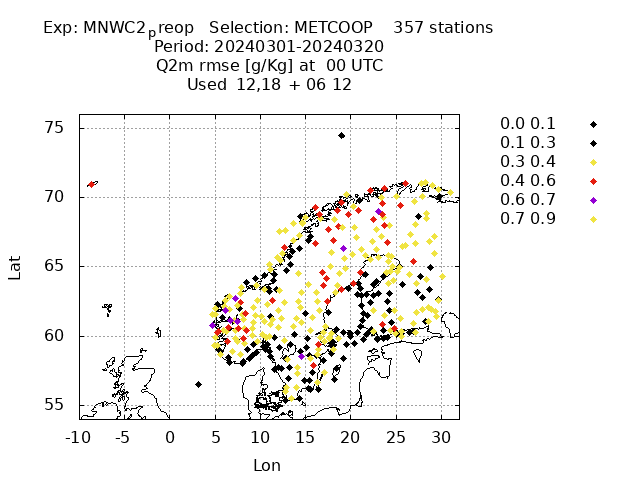 Exp: MNWC2preop Selection: METCOOP 357 stations
Period: 20240301-20240320
Q2m rmse [g/Kg] at 00 UTC
Used 12,18 + 06 12
0.0 0.1
0.1 0.3
0.3 0.4
0.4 0.6
0.6 0.7
0.7 0.9
75
70
65
60
55
Lat
-10 -5 0 5 10 15 20 25 30
Lon